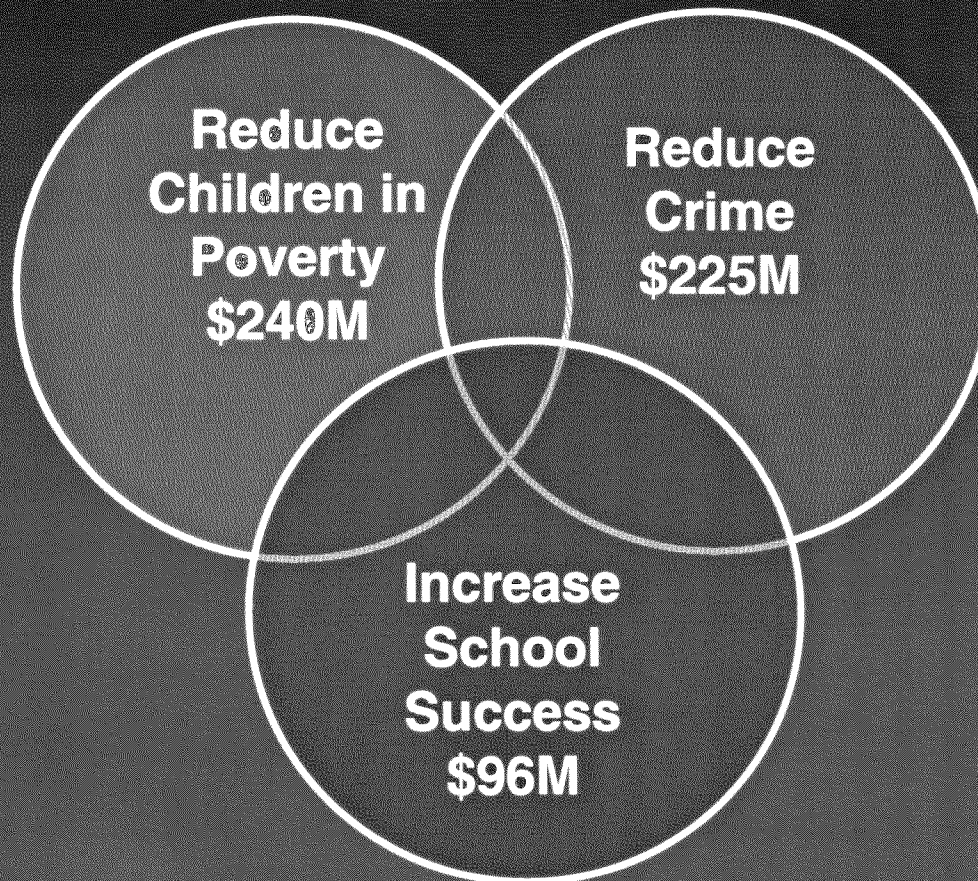 Reduce
Children in
Poverty
$240M
Reduce
Crime
$225M
Increase
School
Success
$96M